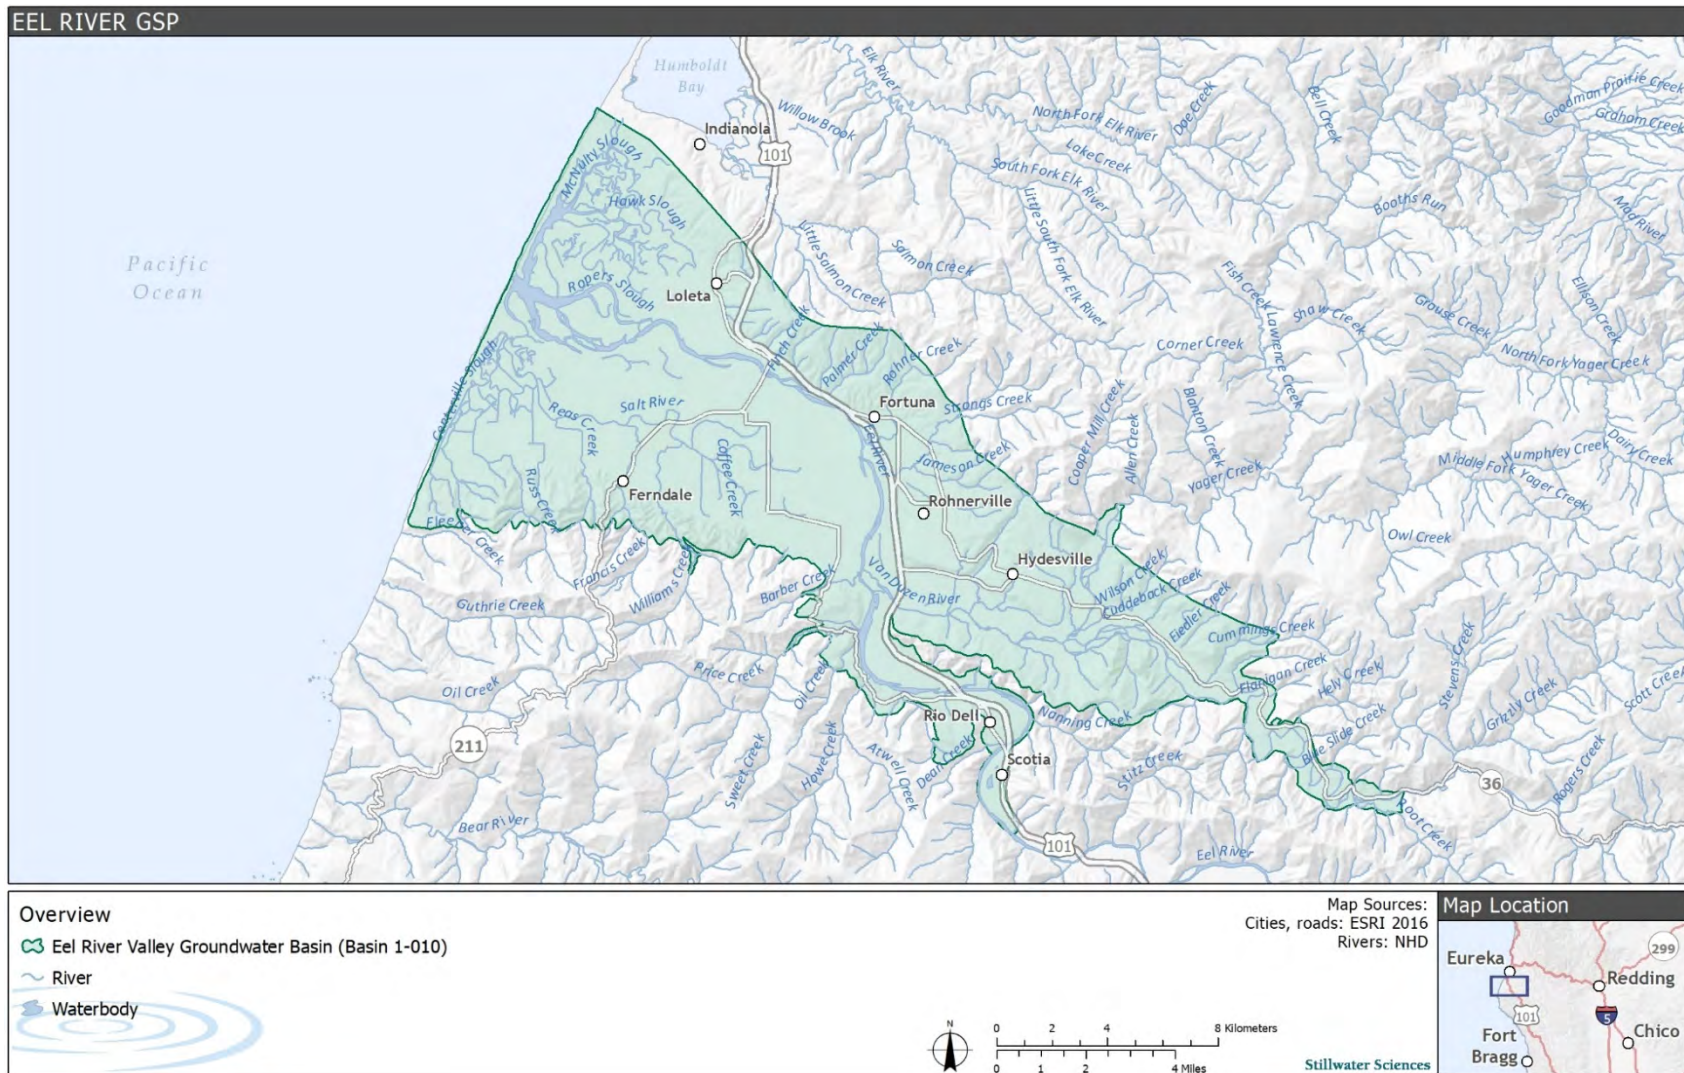 EEL RIVER GSP
Humboldt
Bay
Indianola
101
Willow Brook
Elk River
North Fork Elk River
Doe Creek
Bell Creek
Goodman Prairie Creek
Graham Creek
Lake Creek
South Fork Elk River
Little South Fork Elk River
Booths Run
Mad River
McNulty Slough
Hawk Slough
Pacific
Ocean
Ropers Slough
Loleta
Little Salmon Creek
Salmon Creek
Fish Creek
Lawrence Creek
Shaw Creek
Grouse Creek
Ellison Creek
North Fork Yager Creek
Corner Creek
Centerville Slough
Finch Creek
Palmer Creek
Rohner Creek
Strongs Creek
Fortuna
Salt River
Reas Creek
Russ Creek
Coffee Creek
Eel River
Jameson Creek
Cooper Mill Creek
Allen Creek
Blanton Creek
Yager Creek
Middle Fork Yager Creek
Humphrey Creek
Dairy Creek
Ferndale
Rohnerville
Owl Creek
Fleener Creek
Francis Creek
Williams Creek
Barber Creek
Van Duzen River
Hydesville
Wilson Creek
Cuddeback Creek
Fiedler Creek
Cummings Creek
Guthrie Creek
Oil Creek
Price Creek
Oil Creek
Flanigan Creek
Hely Creek
Stevens Creek
Grizzly Creek
Scott Creek
211
Rio Dell
Nanning Creek
Blue Slide Creek
Sweet Creek
Howe Creek
Atwell Creek
Dean Creek
Scotia
Stitz Creek
36
Rogers Creek
Root Creek
Bear River
101
Eel River
Overview
Eel River Valley Groundwater Basin (Basin 1-010)
River
Waterbody
Map Sources:
Cities, roads: ESRI 2016
Rivers: NHD
N
0 2 4 8 Kilometers
0 1 2 4 Miles
Stillwater Sciences
Map Location
Eureka
299
Redding
101
5
Chico
Fort
Bragg